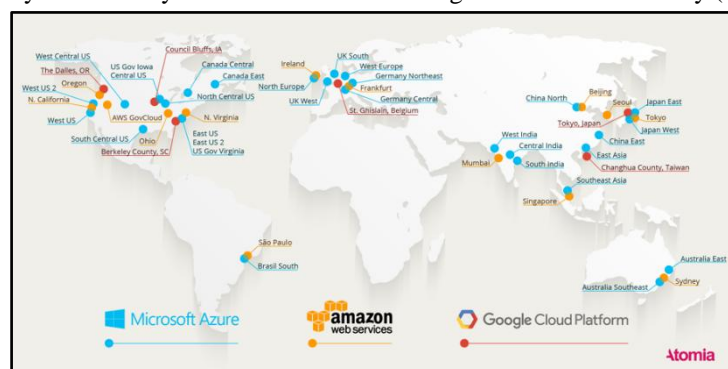 West Central US
US Gov Iowa
Central US
Council Bluffs, IA
Canada Central
Canada East
The Dalles, OR
Oregon
West US 2
N. California
West US
AWS GovCloud
North Central US
N. Virginia
South Central US
Ohio
East US
East US 2
US Gov Virginia
Berkeley County, SC
São Paulo
Brasil South
Ireland
North Europe
UK West
UK South
West Europe
Germany Northeast
Frankfurt
Germany Central
St. Ghislain, Belgium
China North
Beijing
Seoul
Japan East
Tokyo, Japan
Tokyo
Japan West
West India
Central India
South India
Mumbai
China East
East Asia
Changhua County, Taiwan
Southeast Asia
Singapore
Australia East
Sydney
Australia Southeast
Microsoft Azure
amazon
web services
Google Cloud Platform
Atomia